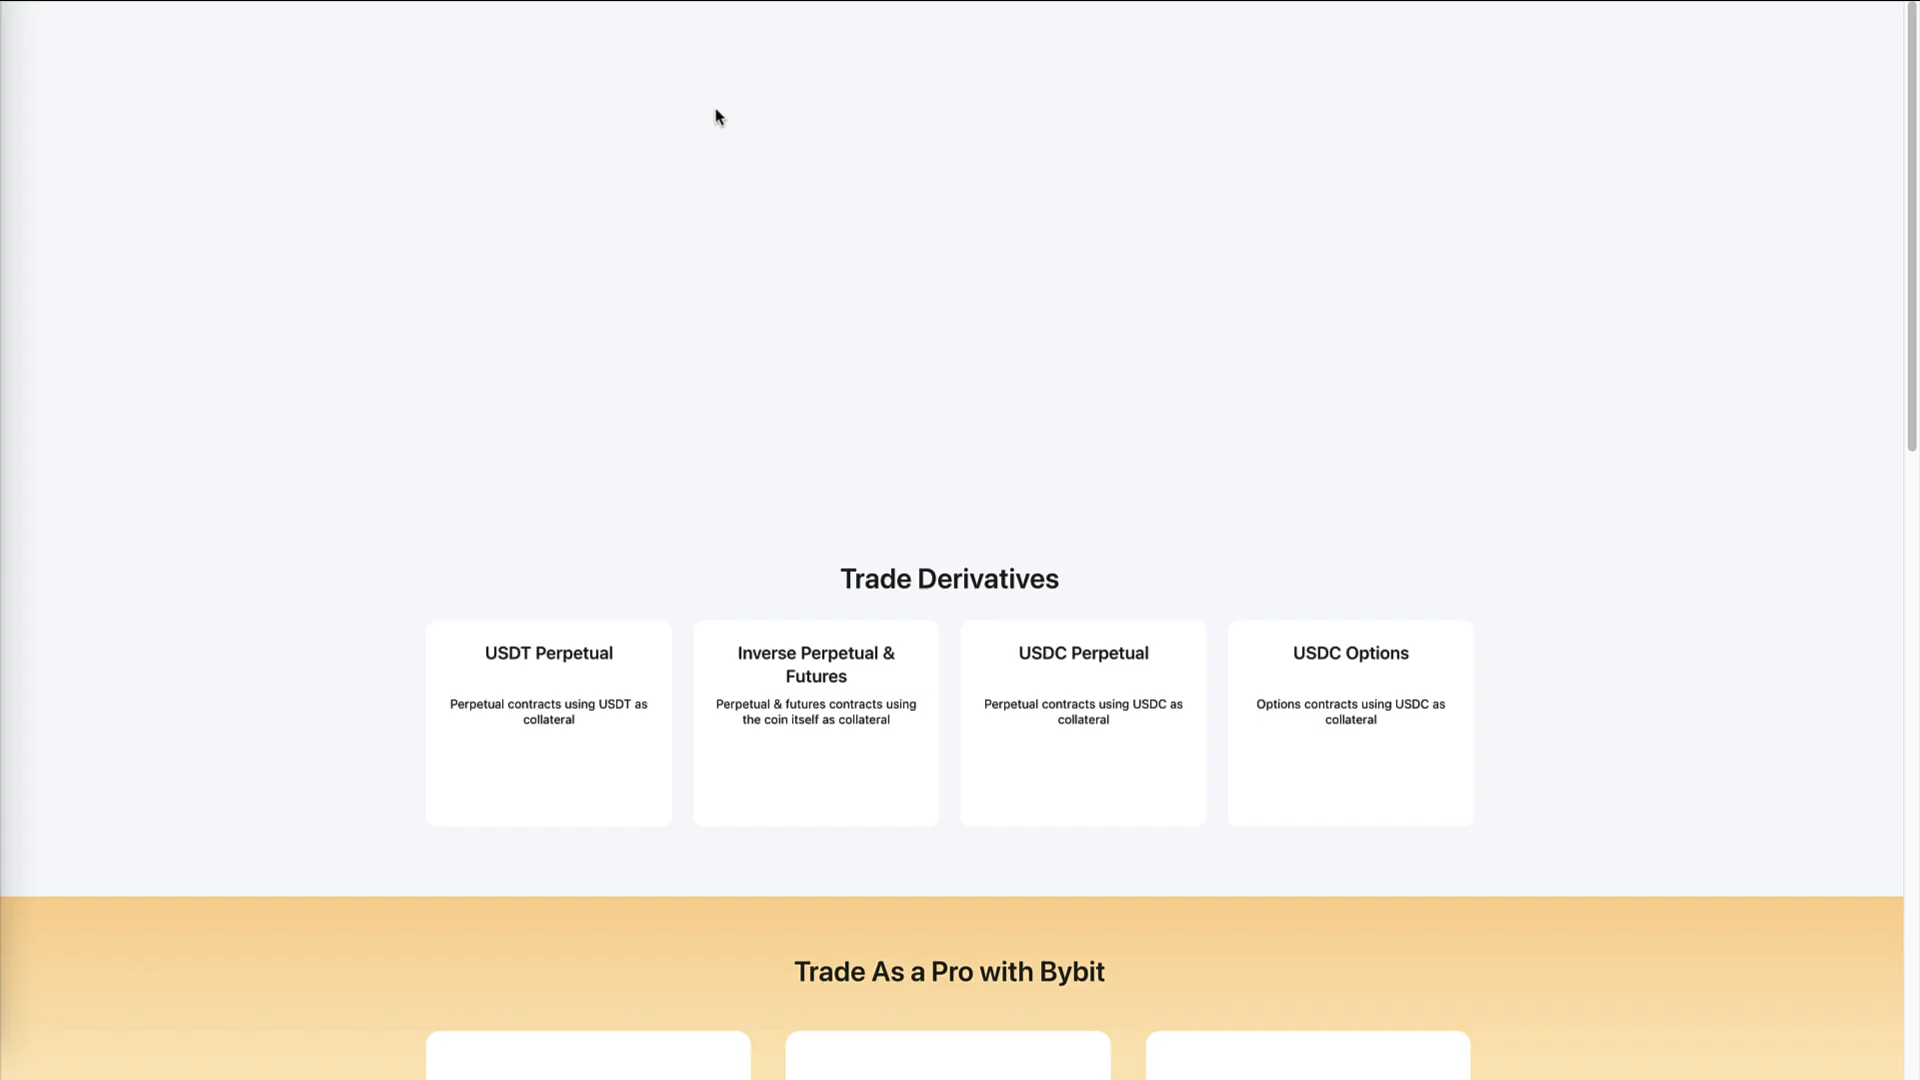 Trade Derivatives
USDT Perpetual
Perpetual contracts using USDT as
collateral
Inverse Perpetual &
Futures
Perpetual & futures contracts using
the coin itself as collateral
USDC Perpetual
Perpetual contracts using USDC as
collateral
USDC Options
Options contracts using USDC as
collateral
Trade As a Pro with Bybit